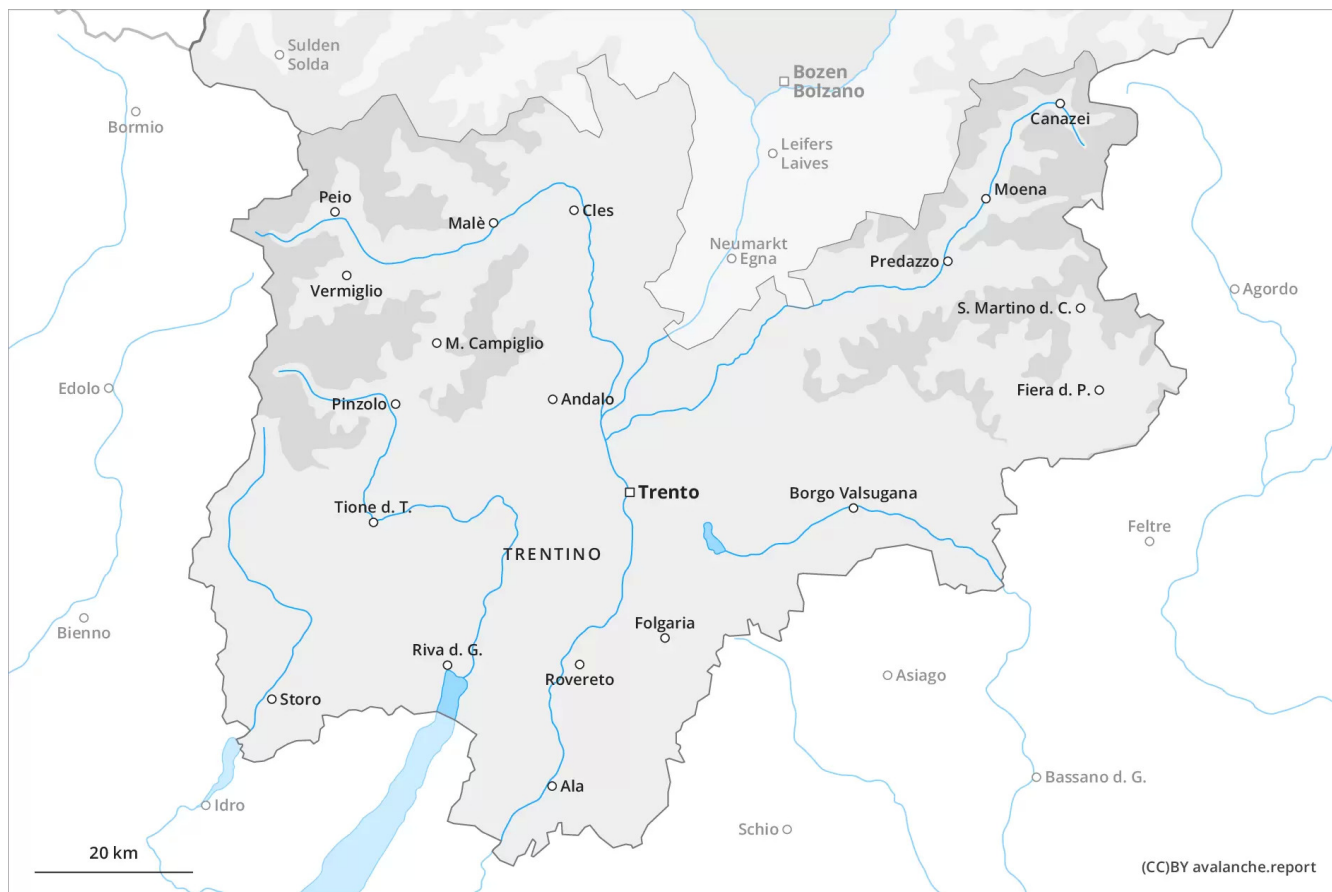 Sulden
Solda
Bozen
Bolzano
Bormio
Canazei
Leifers
Laives
Peio
Moena
Malè
Cles
Neumarkt
Egna
Predazzo
Vermiglio
Agordo
S. Martino d. C.
M. Campiglio
Edolo
Fiera d. P.
Pinzolo
Andalo
Trento
Borgo Valsugana
Tione d. T.
Feltre
TRENTINO
Bienno
Folgaria
Riva d. G.
Rovereto
Asiago
Storo
Bassano d. G.
Ala
Idro
Schio
20 km
(CC)BY avalanche.report